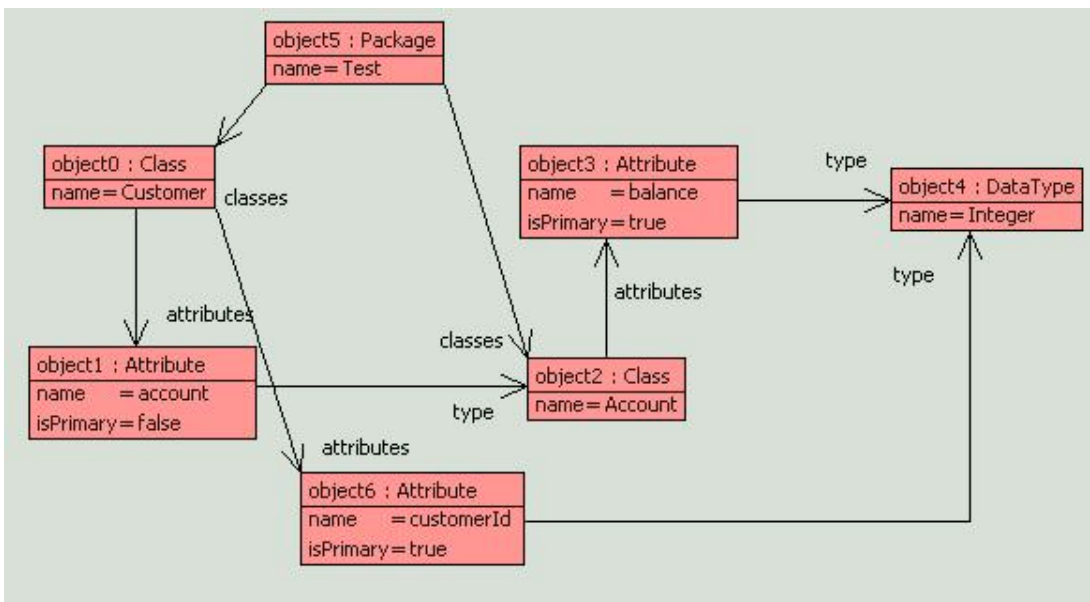 object5 : Package
name=Test
object0 : Class
name=Customer
classes
object3 : Attribute
name =balance
isPrimary=true
type
object4 : DataType
name=Integer
type
attributes
attributes
object1 : Attribute
name =account
isPrimary=false
classes
object2 : Class
name=Account
type
attributes
object6 : Attribute
name =customerId
isPrimary=true